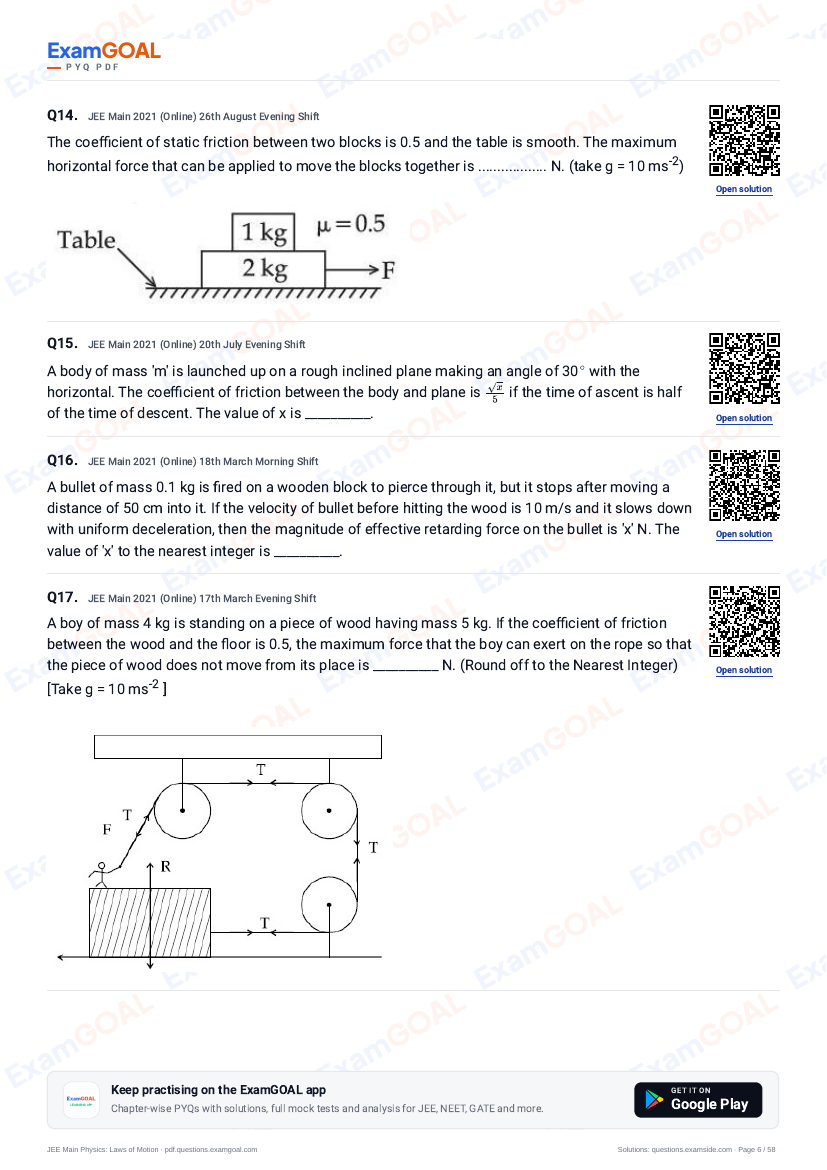 ExamGOAL
PYQ PDF
Q14. JEE Main 2021 (Online) 26th August Evening Shift
The coefficient of static friction between two blocks is 0.5 and the table is smooth. The maximum
horizontal force that can be applied to move the blocks together is .................. N. (take g = 10 ms⁻²)
Open solution
1 kg μ = 0.5
Table
2 kg F
Q15. JEE Main 2021 (Online) 20th July Evening Shift
A body of mass 'm' is launched up on a rough inclined plane making an angle of 30° with the
horizontal. The coefficient of friction between the body and plane is √x/5 if the time of ascent is half
of the time of descent. The value of x is __________.
Open solution
Q16. JEE Main 2021 (Online) 18th March Morning Shift
A bullet of mass 0.1 kg is fired on a wooden block to pierce through it, but it stops after moving a
distance of 50 cm into it. If the velocity of bullet before hitting the wood is 10 m/s and it slows down
with uniform deceleration, then the magnitude of effective retarding force on the bullet is 'x' N. The
value of 'x' to the nearest integer is __________.
Open solution
Q17. JEE Main 2021 (Online) 17th March Evening Shift
A boy of mass 4 kg is standing on a piece of wood having mass 5 kg. If the coefficient of friction
between the wood and the floor is 0.5, the maximum force that the boy can exert on the rope so that
the piece of wood does not move from its place is __________ N. (Round off to the Nearest Integer)
[Take g = 10 ms⁻² ]
Open solution
T
T
F
T
R
T
Keep practising on the ExamGOAL app
Chapter-wise PYQs with solutions, full mock tests and analysis for JEE, NEET, GATE and more.
GET IT ON
Google Play
JEE Main Physics: Laws of Motion · pdf.questions.examgoal.com
Solutions: questions.examside.com · Page 6 / 58